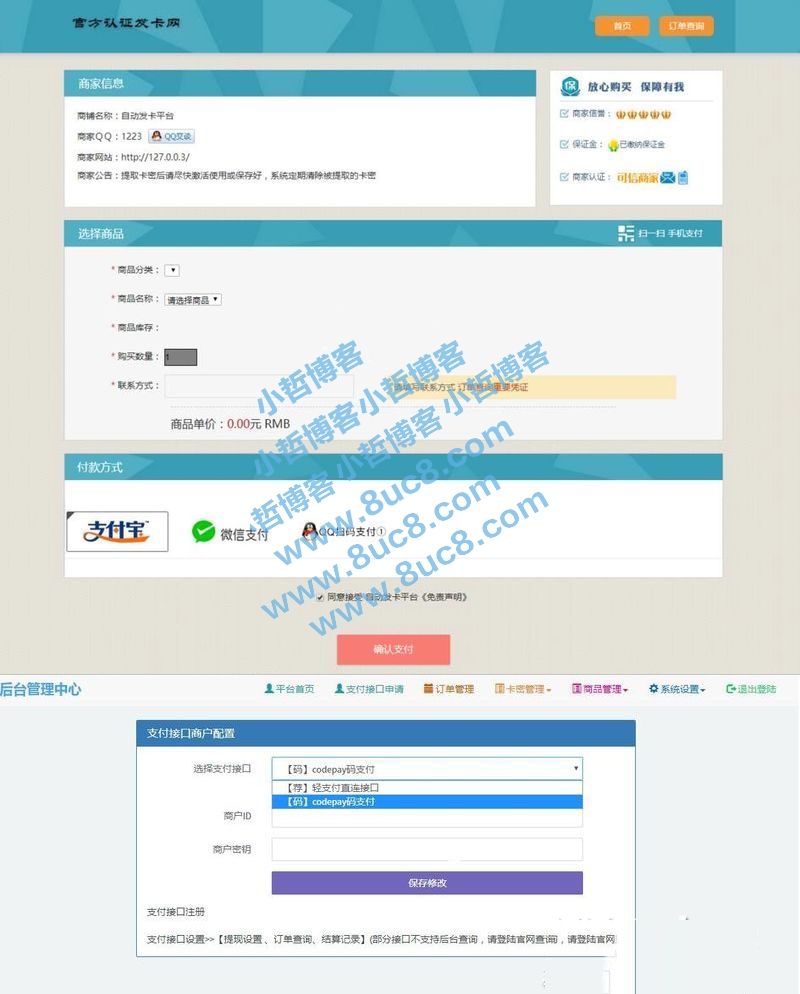 官方认证发卡网
首页 订单查询
商家信息
商铺名称：自动发卡平台
商家QQ：1223 QQ交谈
商家网站：http://127.0.0.3/
商家公告：提取卡密后请尽快激活使用或保存好，系统定期清除被提取的卡密
保 放心购买 保障有我
商家信誉：
保证金： 已缴纳保证金
商家认证： 可信商家
选择商品 扫一扫 手机支付
* 商品分类：
* 商品名称： 请选择商品
* 商品库存：
* 购买数量： 1
* 联系方式： 填写联系方式 订单查询重要凭证
商品单价：0.00元 RMB
付款方式
支付宝 微信支付 QQ扫码支付①
同意接受 自动发卡平台《免责声明》
确认支付
小哲博客小哲博客小哲博客
小哲博客小哲博客小哲博客
www.8uc8.com
www.8uc8.com
www.8uc8.com
后台管理中心 平台首页 支付接口申请 订单管理 卡密管理 商品管理 系统设置 退出登陆
支付接口商户配置
选择支付接口 【码】codepay码支付
【荐】轻支付直连接口
【码】codepay码支付
商户ID
商户密钥
保存修改
支付接口注册
支付接口设置>>【提现设置、订单查询、结算记录】(部分接口不支持后台查询，请登陆官网查询)，请登陆官网